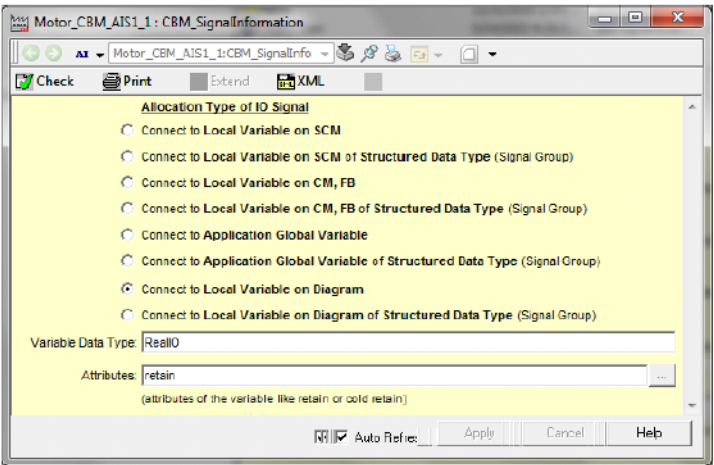 Motor_CBM_AIS1_1 : CBM_SignalInformation
AI Motor_CBM_AIS1_1:CBM_SignalInfo
Check Print Extend XML
Allocation Type of IO Signal
Connect to Local Variable on SCM
Connect to Local Variable on SCM of Structured Data Type (Signal Group)
Connect to Local Variable on CM, FB
Connect to Local Variable on CM, FB of Structured Data Type (Signal Group)
Connect to Application Global Variable
Connect to Application Global Variable of Structured Data Type (Signal Group)
Connect to Local Variable on Diagram
Connect to Local Variable on Diagram of Structured Data Type (Signal Group)
Variable Data Type: RealIO
Attributes: retain ...
(attributes of the variable like retain or cold retain)
Auto Refres Apply Cancel Help